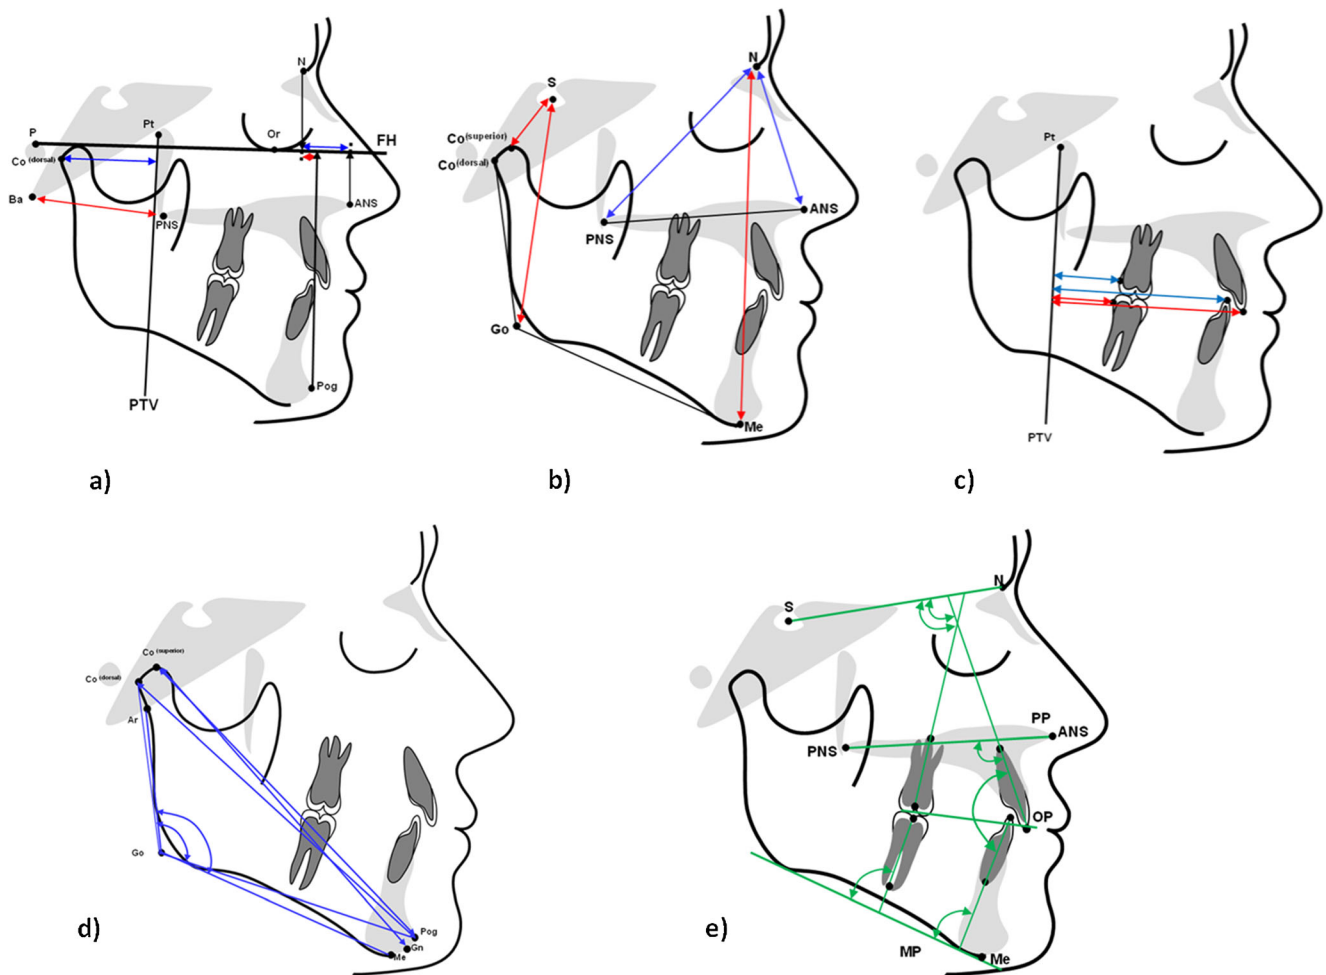 N
Pt
Or
P
FH
Co (dorsal)
Ba
PNS
ANS
Pog
PTV
a)
N
S
Co(superior)
Co(dorsal)
PNS
ANS
Go
Me
b)
Pt
PTV
c)
Co (superior)
Co (dorsal)
Ar
Go
Pog
Gn
Me
d)
N
S
PP
PNS
ANS
OP
MP
Me
e)